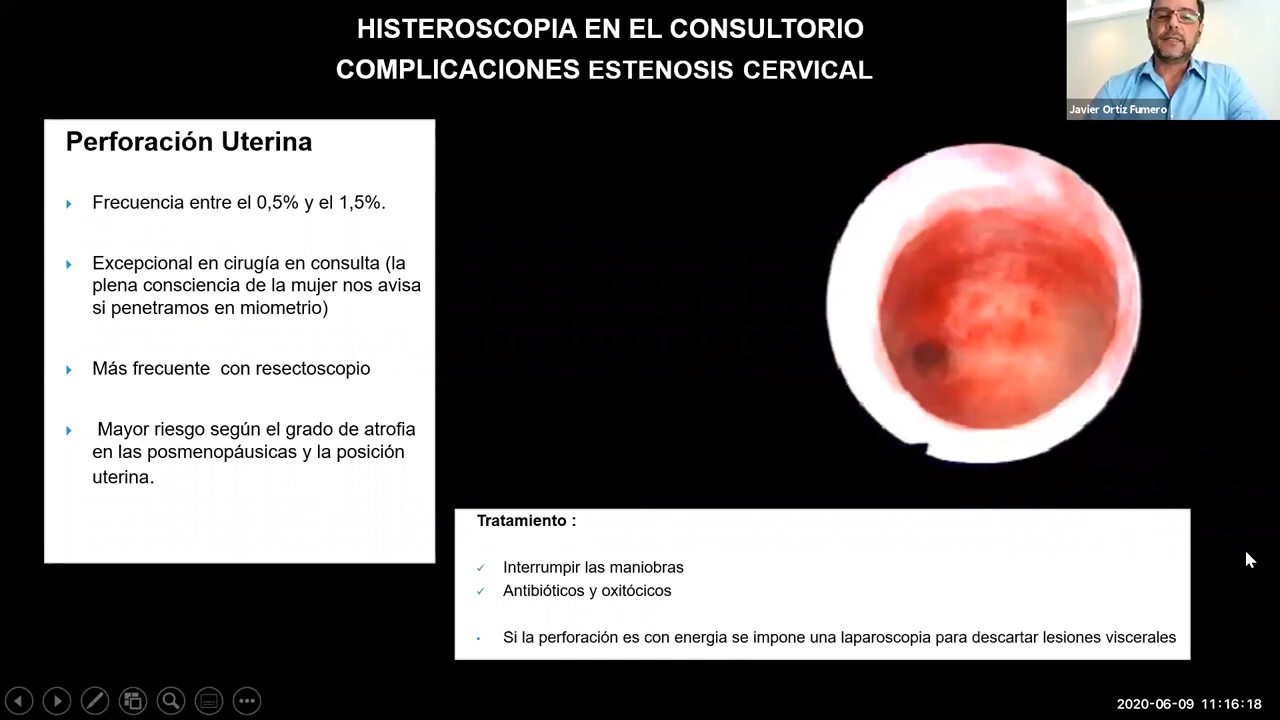 HISTEROSCOPIA EN EL CONSULTORIO
COMPLICACIONES ESTENOSIS CERVICAL
Javier Ortiz Fumero
Perforación Uterina
Frecuencia entre el 0,5% y el 1,5%.
Excepcional en cirugía en consulta (la
plena consciencia de la mujer nos avisa
si penetramos en miometrio)
Más frecuente con resectoscopio
Mayor riesgo según el grado de atrofia
en las posmenopáusicas y la posición
uterina.
Tratamiento :
Interrumpir las maniobras
Antibióticos y oxitócicos
Si la perforación es con energia se impone una laparoscopia para descartar lesiones viscerales
2020-06-09 11:16:18